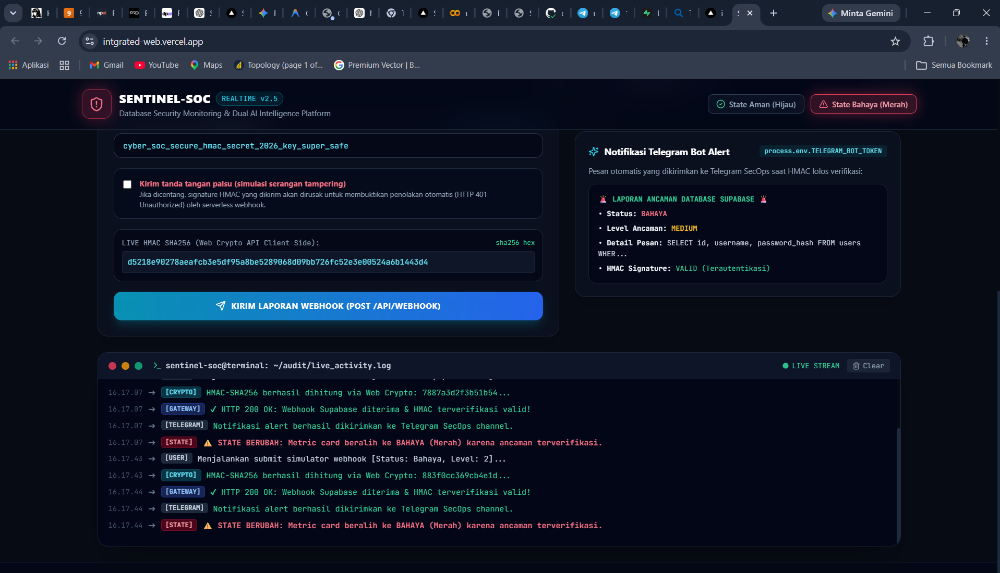 Minta Gemini
intgrated-web.vercel.app
Aplikasi
Gmail
YouTube
Maps
Topology (page 1 of...
Premium Vector | B...
Semua Bookmark
SENTINEL-SOC
REALTIME v2.5
Database Security Monitoring & Dual AI Intelligence Platform
State Aman (Hijau)
State Bahaya (Merah)
cyber_soc_secure_hmac_secret_2026_key_super_safe
Kirim tanda tangan palsu (simulasi serangan tampering)
Jika dicentang, signature HMAC yang dikirim akan dirusak untuk membuktikan penolakan otomatis (HTTP 401
Unauthorized) oleh serverless webhook.
LIVE HMAC-SHA256 (Web Crypto API Client-Side):
sha256 hex
d5218e90278aeafcb3e5df95a8be5289068d09bb726fc52e3e00524a6b1443d4
KIRIM LAPORAN WEBHOOK (POST /API/WEBHOOK)
Notifikasi Telegram Bot Alert
process.env.TELEGRAM_BOT_TOKEN
Pesan otomatis yang dikirimkan ke Telegram SecOps saat HMAC lolos verifikasi:
🚨 LAPORAN ANCAMAN DATABASE SUPABASE 🚨
• Status: BAHAYA
• Level Ancaman: MEDIUM
• Detail Pesan: SELECT id, username, password_hash FROM users
WHER...
• HMAC Signature: VALID (Terautentikasi)
>_ sentinel-soc@terminal: ~/audit/live_activity.log
LIVE STREAM
Clear
16.17.07 → [CRYPTO] HMAC-SHA256 berhasil dihitung via Web Crypto: 7887a3d2f3b51b54...
16.17.07 → [GATEWAY] ✓ HTTP 200 OK: Webhook Supabase diterima & HMAC terverifikasi valid!
16.17.07 → [TELEGRAM] Notifikasi alert berhasil dikirimkan ke Telegram SecOps channel.
16.17.07 → [STATE] ⚠️ STATE BERUBAH: Metric card beralih ke BAHAYA (Merah) karena ancaman terverifikasi.
16.17.43 → [USER] Menjalankan submit simulator webhook [Status: Bahaya, Level: 2]...
16.17.43 → [CRYPTO] HMAC-SHA256 berhasil dihitung via Web Crypto: 883f0cc369cb4e1d...
16.17.44 → [GATEWAY] ✓ HTTP 200 OK: Webhook Supabase diterima & HMAC terverifikasi valid!
16.17.44 → [TELEGRAM] Notifikasi alert berhasil dikirimkan ke Telegram SecOps channel.
16.17.44 → [STATE] ⚠️ STATE BERUBAH: Metric card beralih ke BAHAYA (Merah) karena ancaman terverifikasi.